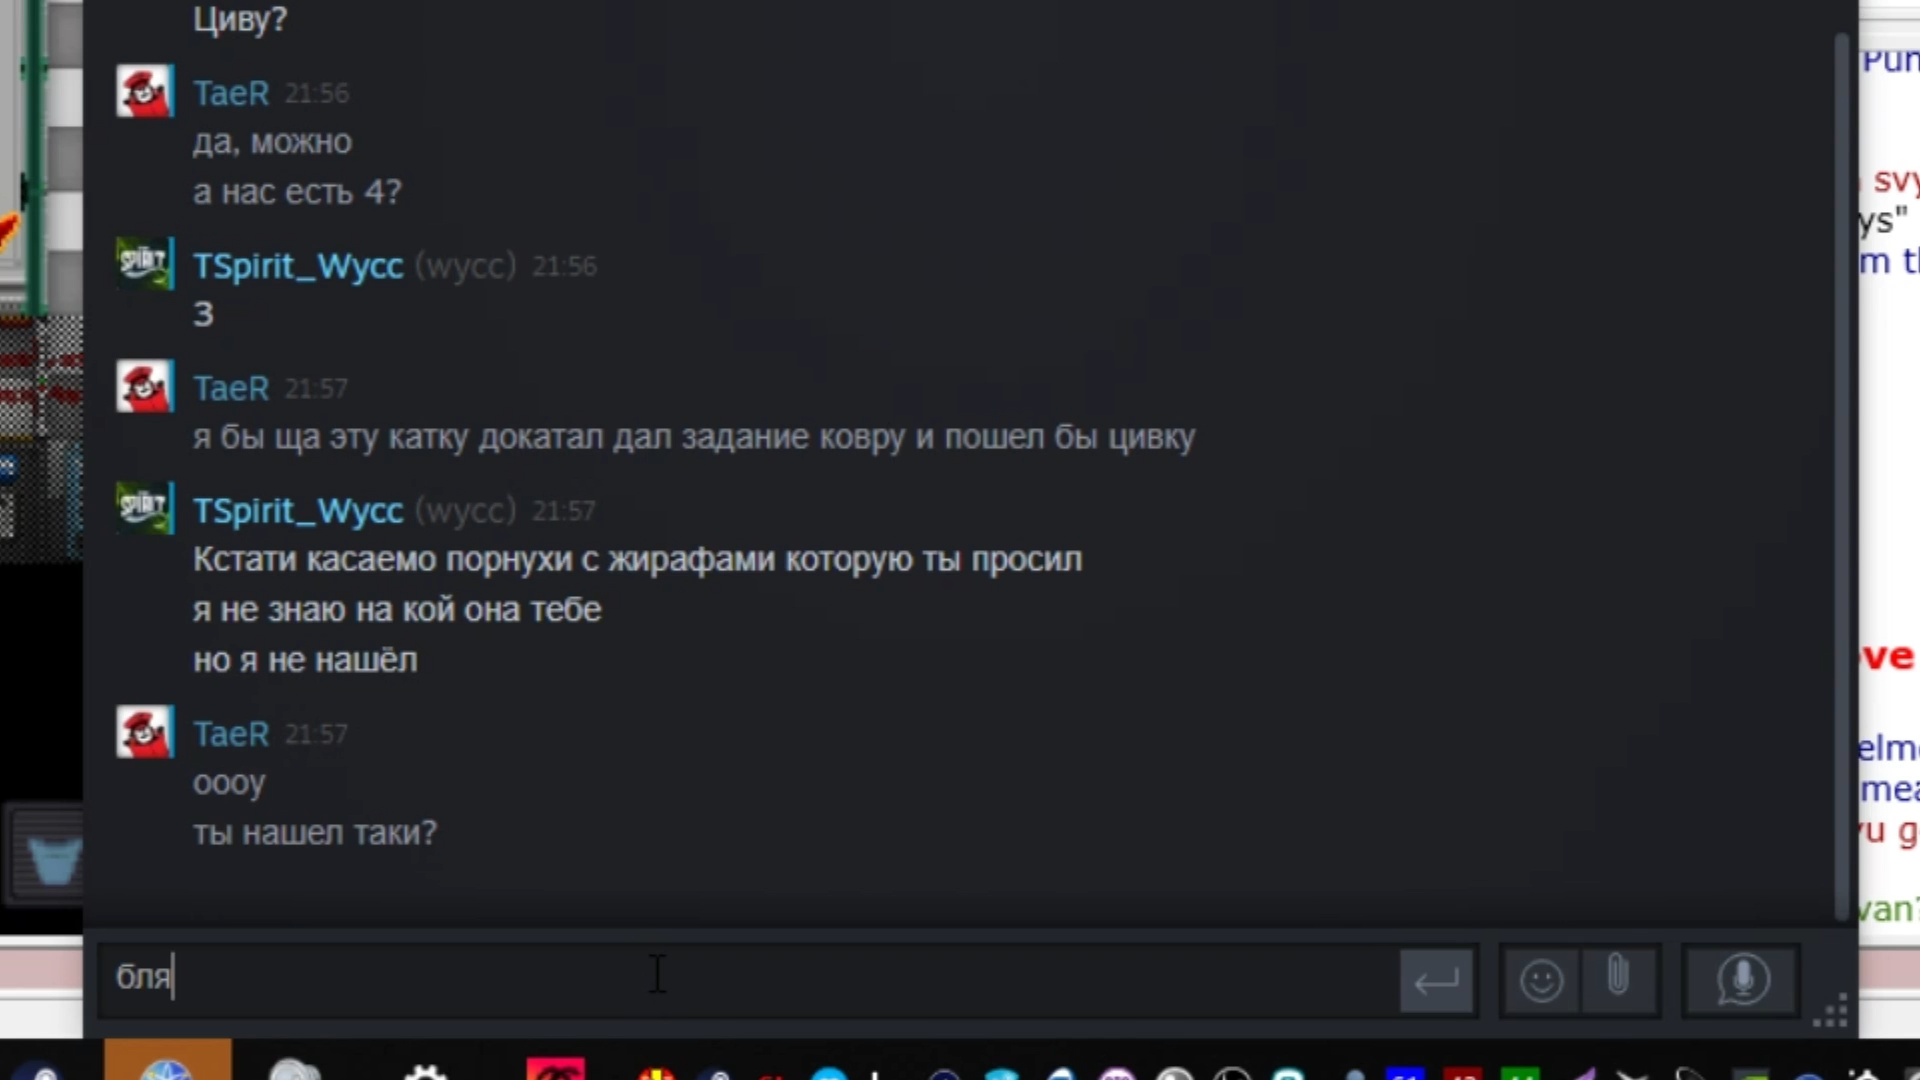 Циву?
TaeR 21:56
да, можно
а нас есть 4?
TSpirit_Wycc (wycc) 21:56
3
TaeR 21:57
я бы ща эту катку докатал дал задание ковру и пошел бы цивку
TSpirit_Wycc (wycc) 21:57
Кстати касаемо порнухи с жирафами которую ты просил
я не знаю на кой она тебе
но я не нашёл
TaeR 21:57
оооу
ты нашел таки?
бля